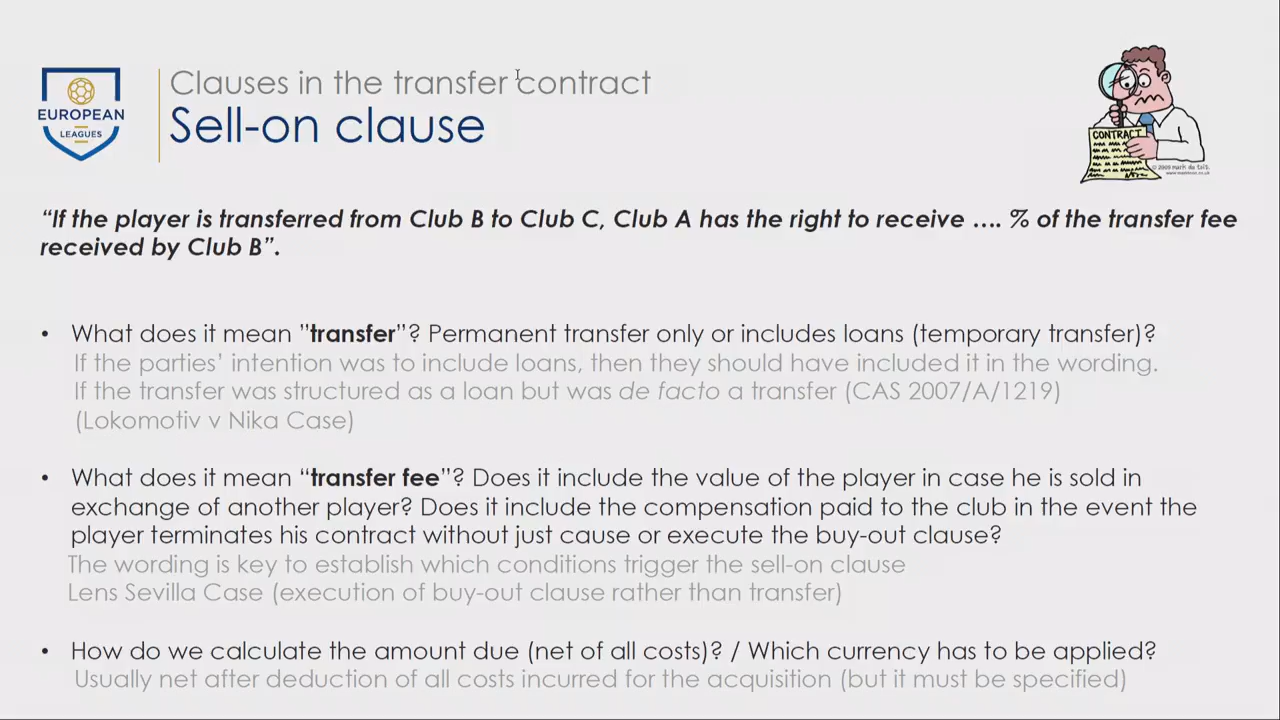 Clauses in the transfer contract
EUROPEAN
LEAGUES
Sell-on clause
CONTRACT
© 2009 mark du toit.
“If the player is transferred from Club B to Club C, Club A has the right to receive …. % of the transfer fee
received by Club B”.
• What does it mean ”transfer”? Permanent transfer only or includes loans (temporary transfer)?
If the parties’ intention was to include loans, then they should have included it in the wording.
If the transfer was structured as a loan but was de facto a transfer (CAS 2007/A/1219)
(Lokomotiv v Nika Case)
• What does it mean “transfer fee”? Does it include the value of the player in case he is sold in
exchange of another player? Does it include the compensation paid to the club in the event the
player terminates his contract without just cause or execute the buy-out clause?
The wording is key to establish which conditions trigger the sell-on clause
Lens Sevilla Case (execution of buy-out clause rather than transfer)
• How do we calculate the amount due (net of all costs)? / Which currency has to be applied?
Usually net after deduction of all costs incurred for the acquisition (but it must be specified)